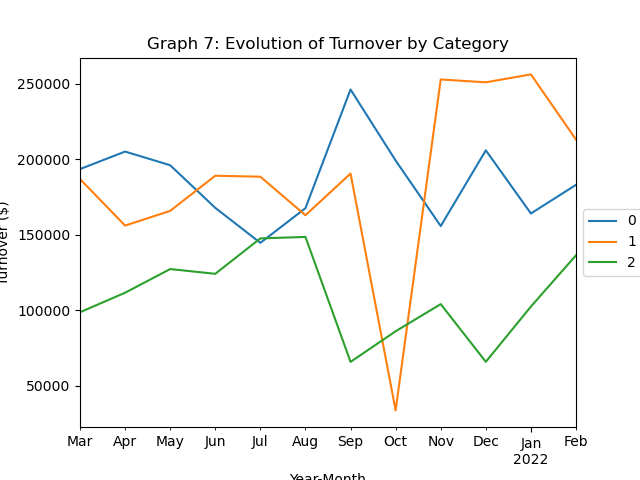 Graph 7: Evolution of Turnover by Category
250000
200000
150000
100000
50000
Turnover ($)
Mar Apr May Jun Jul Aug Sep Oct Nov Dec Jan Feb
2022
Year-Month
0
1
2